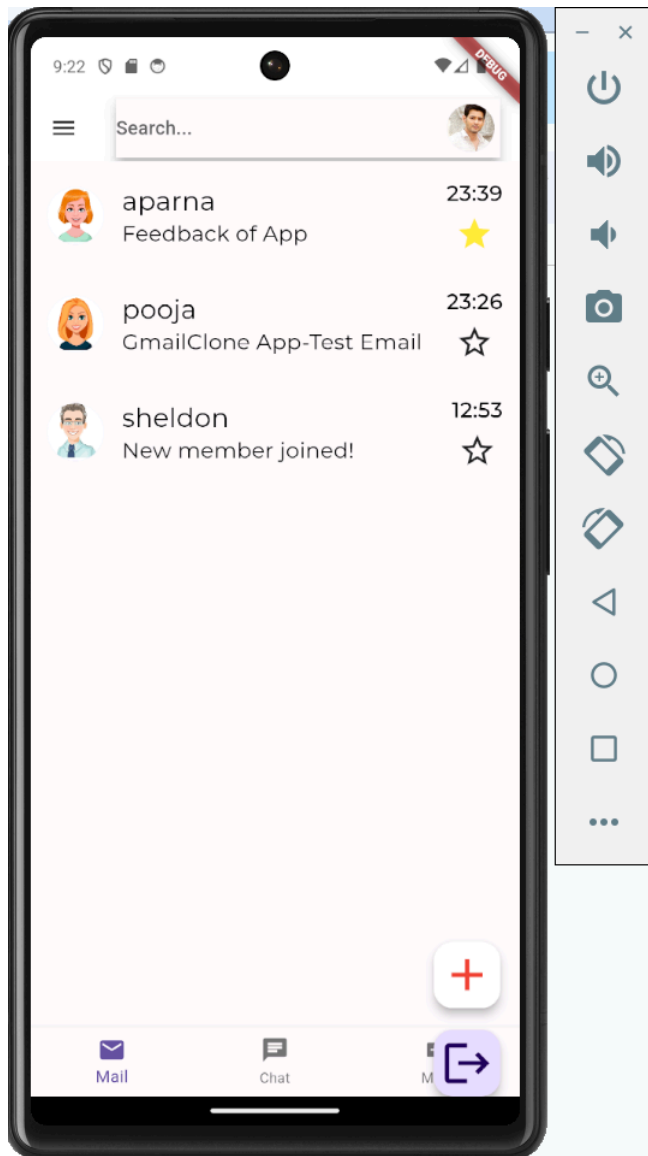 9:22
DEBUG
Search...
aparna
23:39
Feedback of App
pooja
23:26
GmailClone App-Test Email
sheldon
12:53
New member joined!
Mail
Chat